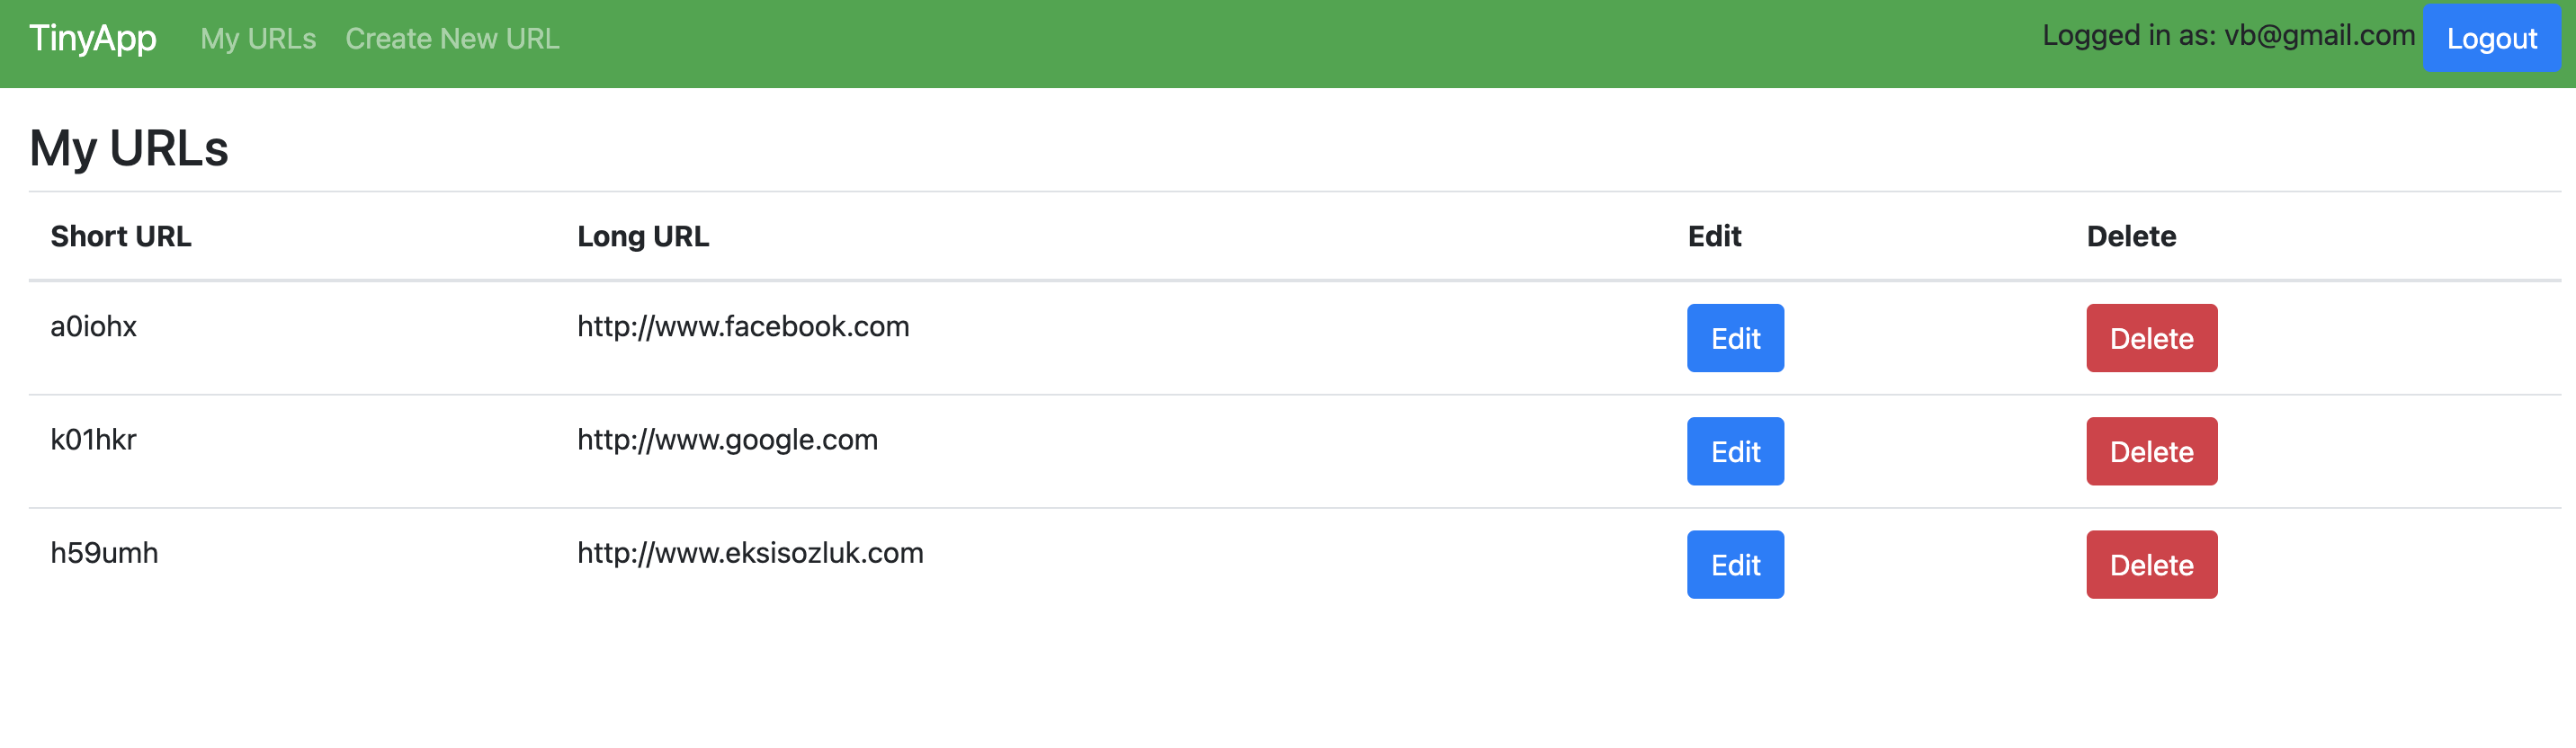 TinyApp My URLs Create New URL Logged in as: vb@gmail.com Logout
My URLs
Short URL Long URL Edit Delete
a0iohx http://www.facebook.com Edit Delete
k01hkr http://www.google.com Edit Delete
h59umh http://www.eksisozluk.com Edit Delete